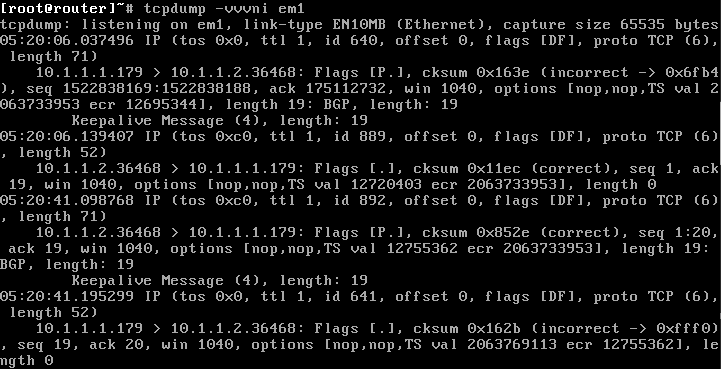 [root@router]~# tcpdump -vvvni em1
tcpdump: listening on em1, link-type EN10MB (Ethernet), capture size 65535 bytes
05:20:06.037496 IP (tos 0x0, ttl 1, id 640, offset 0, flags [DF], proto TCP (6),
 length 71)
    10.1.1.1.179 > 10.1.1.2.36468: Flags [P.], cksum 0x163e (incorrect -> 0x6fb4
), seq 1522838169:1522838188, ack 175112732, win 1040, options [nop,nop,TS val 2
063733953 ecr 12695344], length 19: BGP, length: 19
        Keepalive Message (4), length: 19
05:20:06.139407 IP (tos 0xc0, ttl 1, id 889, offset 0, flags [DF], proto TCP (6)
, length 52)
    10.1.1.2.36468 > 10.1.1.1.179: Flags [.], cksum 0x11ec (correct), seq 1, ack
 19, win 1040, options [nop,nop,TS val 12720403 ecr 2063733953], length 0
05:20:41.098768 IP (tos 0xc0, ttl 1, id 892, offset 0, flags [DF], proto TCP (6)
, length 71)
    10.1.1.2.36468 > 10.1.1.1.179: Flags [P.], cksum 0x852e (correct), seq 1:20,
 ack 19, win 1040, options [nop,nop,TS val 12755362 ecr 2063733953], length 19:
BGP, length: 19
        Keepalive Message (4), length: 19
05:20:41.195299 IP (tos 0x0, ttl 1, id 641, offset 0, flags [DF], proto TCP (6),
 length 52)
    10.1.1.1.179 > 10.1.1.2.36468: Flags [.], cksum 0x162b (incorrect -> 0xfff0)
, seq 19, ack 20, win 1040, options [nop,nop,TS val 2063769113 ecr 12755362], le
ngth 0